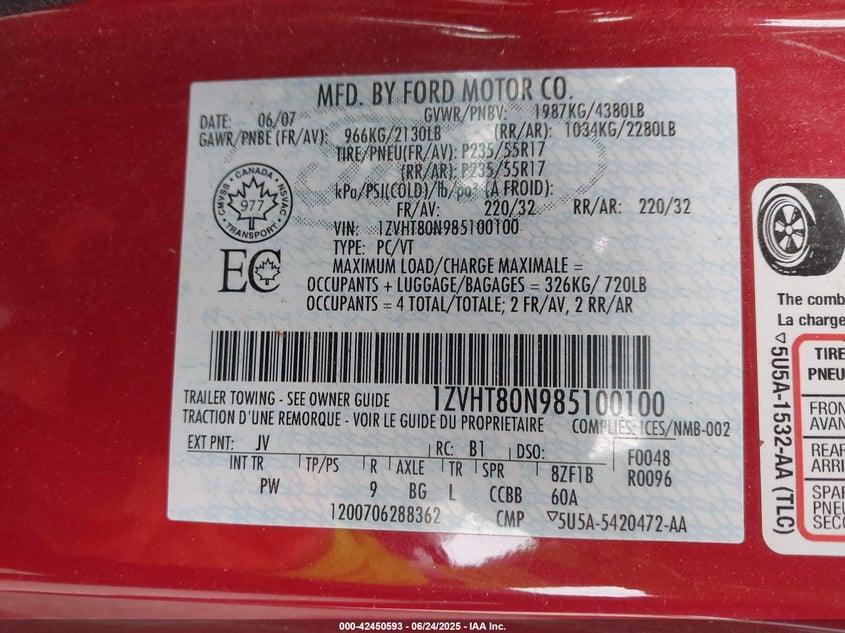 MFD. BY FORD MOTOR CO.
DATE: 06/07 GVWR/PNBV: 1987KG/4380LB
GAWR/PNBE (FR/AV): 966KG/2130LB (RR/AR): 1034KG/2280LB
TIRE/PNEU(FR/AV): P235/55R17
(RR/AR): P235/55R17
kPa/PSI(COLD)/lb/po² (A FROID):
FR/AV: 220/32 RR/AR: 220/32
VIN: 1ZVHT80N985100100
TYPE: PC/VT
MAXIMUM LOAD/CHARGE MAXIMALE =
OCCUPANTS + LUGGAGE/BAGAGES = 326KG/ 720LB
OCCUPANTS = 4 TOTAL/TOTALE; 2 FR/AV, 2 RR/AR
CMVSS • CANADA • NSVAC
977
TRANSPORT
EC
1ZVHT80N985100100
TRAILER TOWING - SEE OWNER GUIDE
TRACTION D'UNE REMORQUE - VOIR LE GUIDE DU PROPRIETAIRE COMPLIES: ICES/NMB-002
EXT PNT: JV RC: B1 DSO: F0048
INT TR TP/PS R AXLE TR SPR 8ZF1B R0096
PW 9 BG L CCBB 60A
1200706288362 CMP ▽5U5A-5420472-AA
The comb
La charge
▽5U5A-1532-AA (TLC)
TIRE
PNEU
FRON
AVAN
REAR
ARRI
SPAR
PNEU
SECO
000-42450593 - 06/24/2025 - IAA Inc.